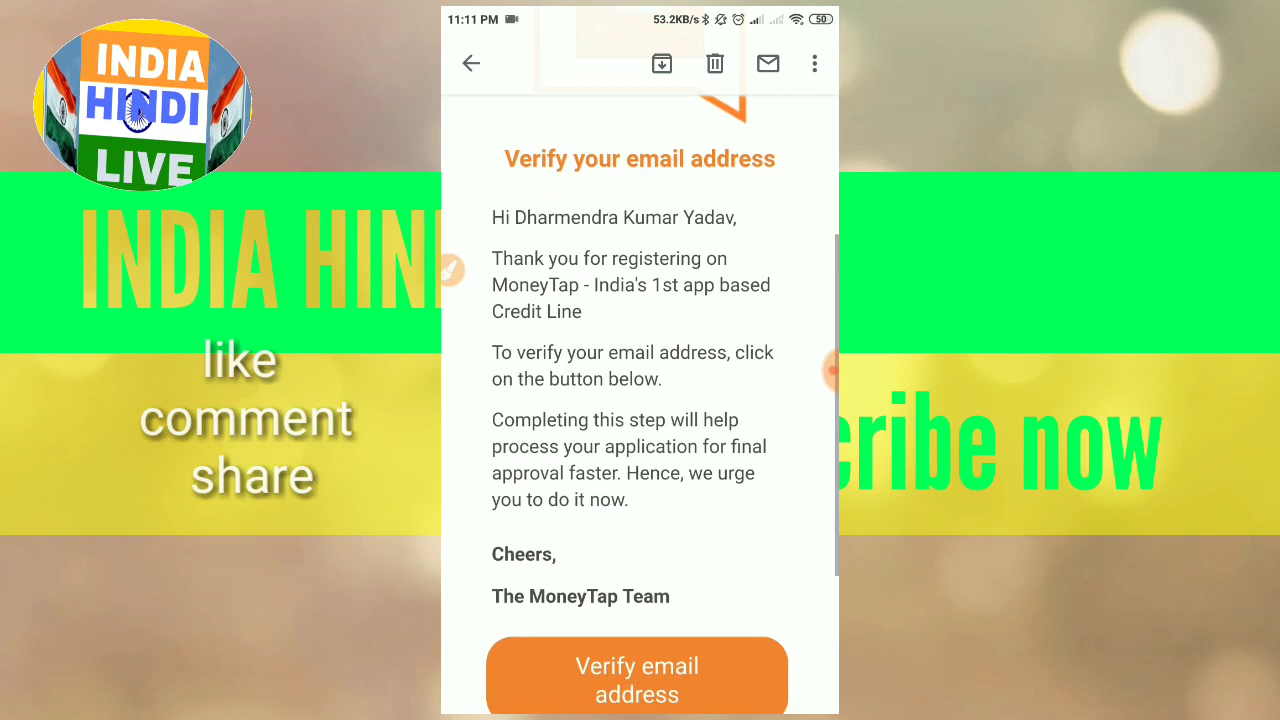 INDIA
HINDI
LIVE
INDIA HIN
like
comment
share
cribe now
11:11 PM
53.2KB/s
50
Verify your email address
Hi Dharmendra Kumar Yadav,
Thank you for registering on
MoneyTap - India's 1st app based
Credit Line
To verify your email address, click
on the button below.
Completing this step will help
process your application for final
approval faster. Hence, we urge
you to do it now.
Cheers,
The MoneyTap Team
Verify email
address